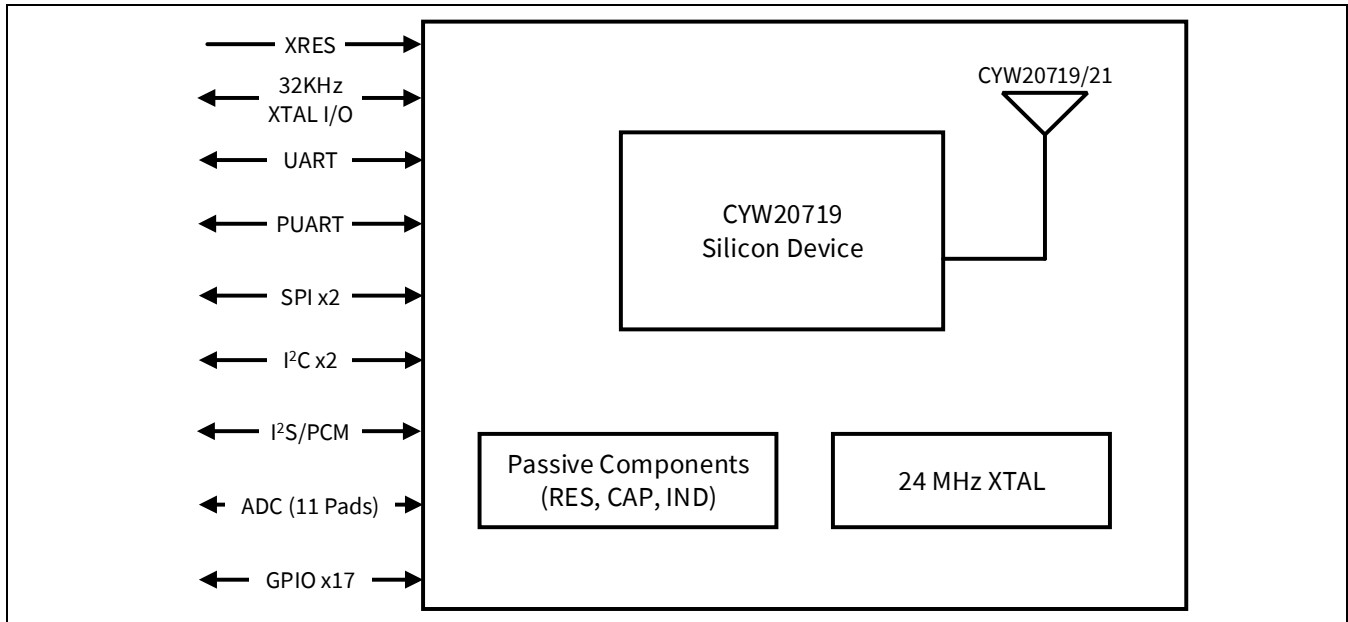 XRES
32KHz
XTAL I/O
UART
PUART
SPI x2
I²C x2
I²S/PCM
ADC (11 Pads)
GPIO x17
CYW20719/21
CYW20719
Silicon Device
Passive Components
(RES, CAP, IND)
24 MHz XTAL